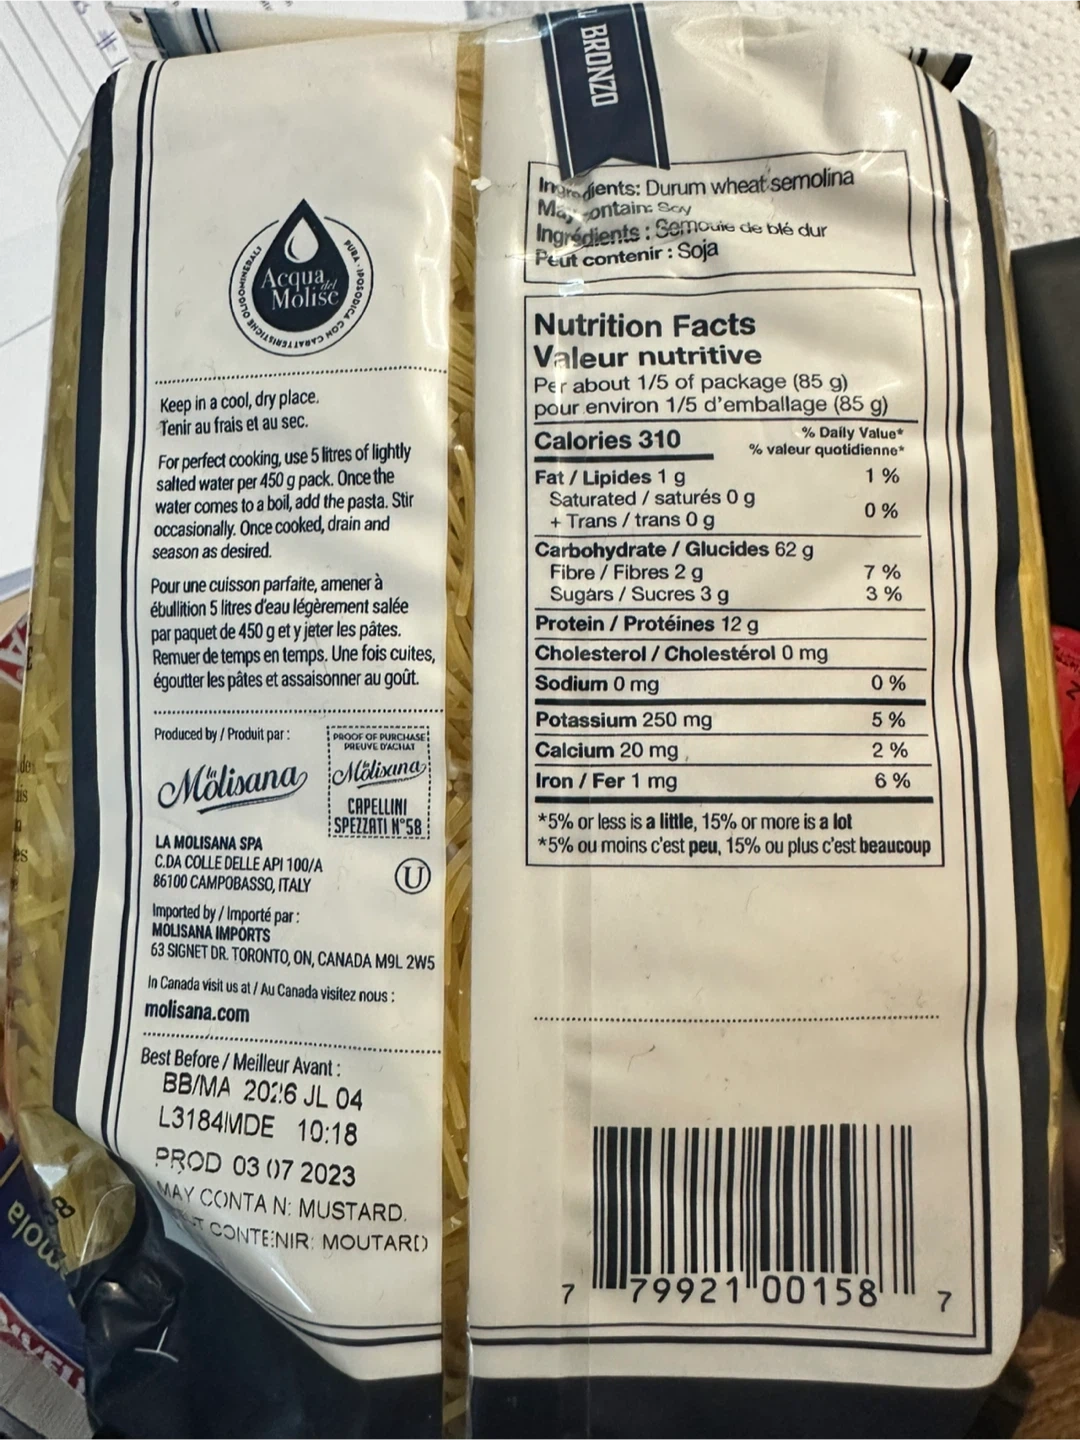 BRONZO
Ingredients: Durum wheat semolina
May contain: Soy
Ingrédients : Semouie de blé dur
Peut contenir : Soja
Acqua del
Molise
PURA · IPOSODICA CON CARATTERISTICHE OLIGOMINERALI
Keep in a cool, dry place.
Tenir au frais et au sec.
For perfect cooking, use 5 litres of lightly
salted water per 450 g pack. Once the
water comes to a boil, add the pasta. Stir
occasionally. Once cooked, drain and
season as desired.
Pour une cuisson parfaite, amener à
ébullition 5 litres d'eau légèrement salée
par paquet de 450 g et y jeter les pâtes.
Remuer de temps en temps. Une fois cuites,
égoutter les pâtes et assaisonner au goût.
Produced by / Produit par :
la Molisana
PROOF OF PURCHASE
PREUVE D'ACHAT
la Molisana
CAPELLINI
SPEZZATI N°58
LA MOLISANA SPA
C.DA COLLE DELLE API 100/A
86100 CAMPOBASSO, ITALY
U
Imported by / Importé par :
MOLISANA IMPORTS
63 SIGNET DR. TORONTO, ON, CANADA M9L 2W5
In Canada visit us at / Au Canada visitez nous :
molisana.com
Best Before / Meilleur Avant :
BB/MA 2026 JL 04
L3184MDE 10:18
PROD 03 07 2023
MAY CONTA N: MUSTARD.
CONTENIR: MOUTARD
Nutrition Facts
Valeur nutritive
Per about 1/5 of package (85 g)
pour environ 1/5 d'emballage (85 g)
Calories 310
% Daily Value*
% valeur quotidienne*
Fat / Lipides 1 g 1 %
Saturated / saturés 0 g
+ Trans / trans 0 g 0 %
Carbohydrate / Glucides 62 g
Fibre / Fibres 2 g 7 %
Sugars / Sucres 3 g 3 %
Protein / Protéines 12 g
Cholesterol / Cholestérol 0 mg
Sodium 0 mg 0 %
Potassium 250 mg 5 %
Calcium 20 mg 2 %
Iron / Fer 1 mg 6 %
*5% or less is a little, 15% or more is a lot
*5% ou moins c'est peu, 15% ou plus c'est beaucoup
7 79921 00158 7